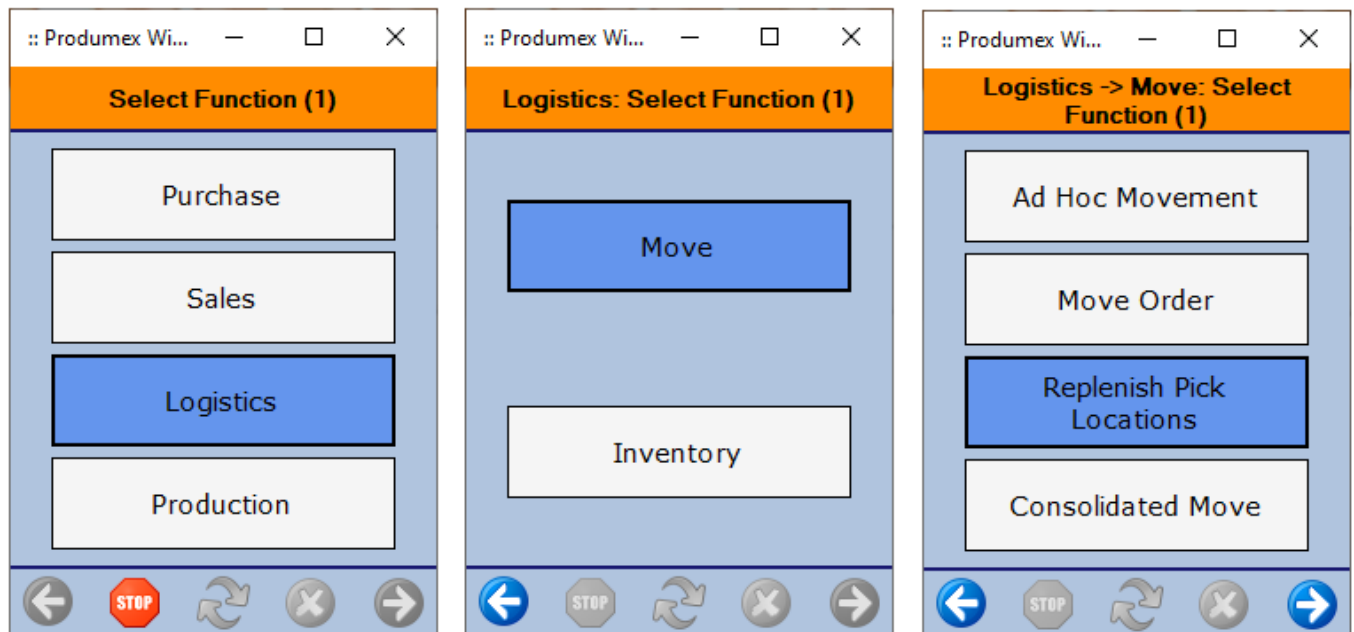 :: Produmex Wi...
Select Function (1)
Purchase
Sales
Logistics
Production
STOP
:: Produmex Wi...
Logistics: Select Function (1)
Move
Inventory
STOP
:: Produmex Wi...
Logistics -> Move: Select
Function (1)
Ad Hoc Movement
Move Order
Replenish Pick
Locations
Consolidated Move
STOP